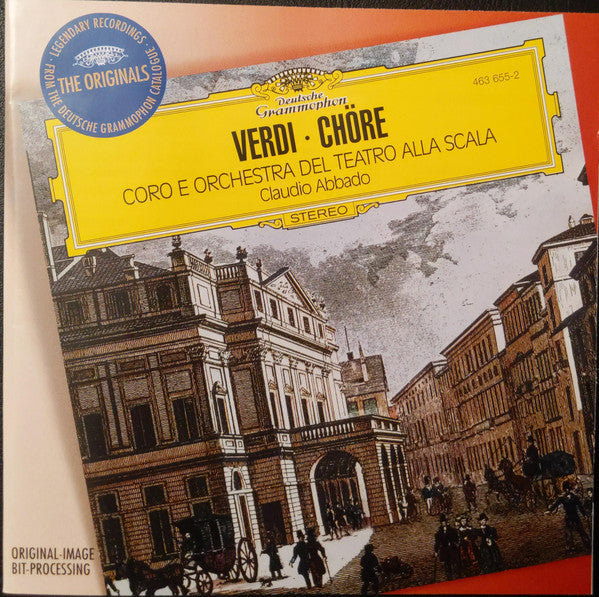 LEGENDARY RECORDINGS ·
FROM THE DEUTSCHE GRAMMOPHON CATALOGUE ·
THE ORIGINALS
463 655-2
Deutsche
Grammophon
VERDI · CHÖRE
CORO E ORCHESTRA DEL TEATRO ALLA SCALA
Claudio Abbado
STEREO
ORIGINAL-IMAGE
BIT-PROCESSING